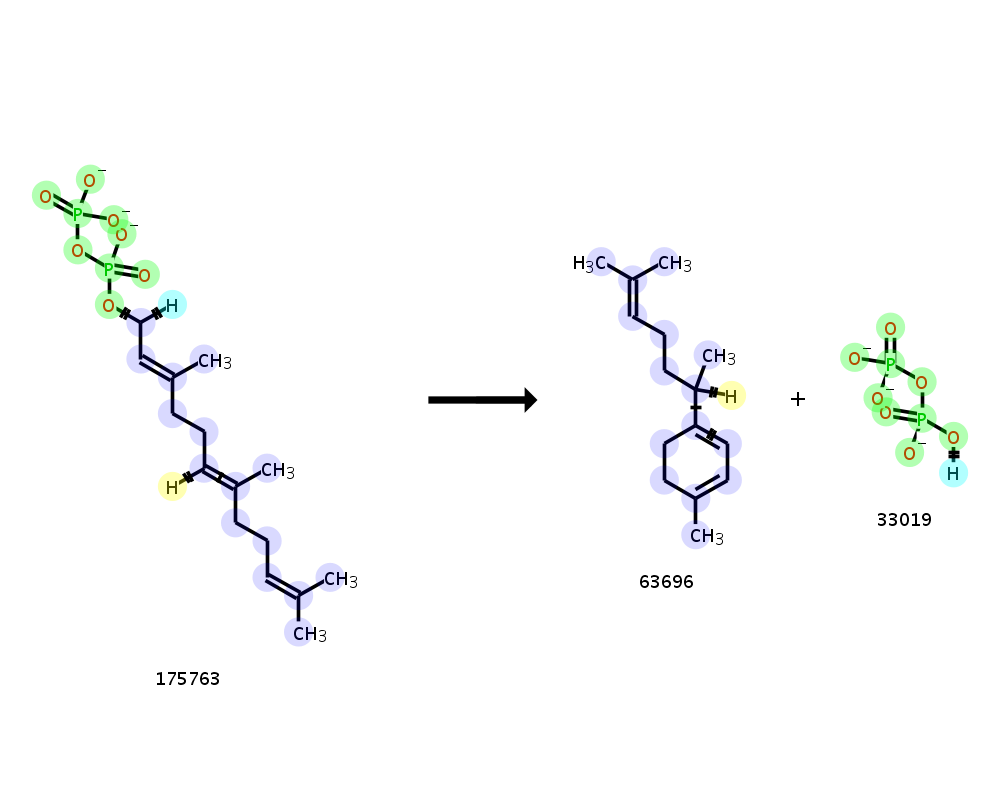 O⁻
O
P O⁻
O⁻
O P O
O H
CH₃
CH₃
H
CH₃
CH₃
175763
H₃C CH₃
CH₃
H
CH₃
63696
+
O
O⁻ P
O⁻ O
O P
O⁻ O
H
33019